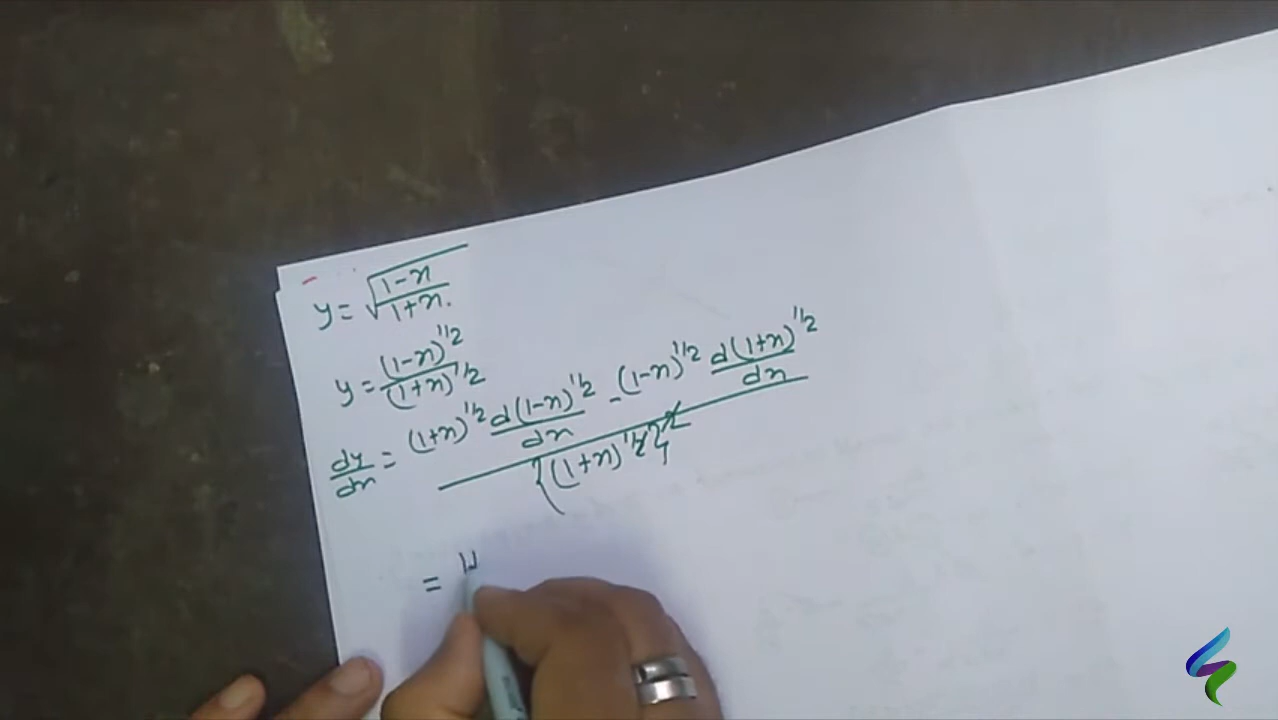 y = √(1-x / 1+x.)
y = (1-x)^1/2 / (1+x)^1/2
dy/dx = (1+x)^1/2 d(1-x)^1/2/dx - (1-x)^1/2 d(1+x)^1/2/dx / {(1+x)^1/2}^2
=